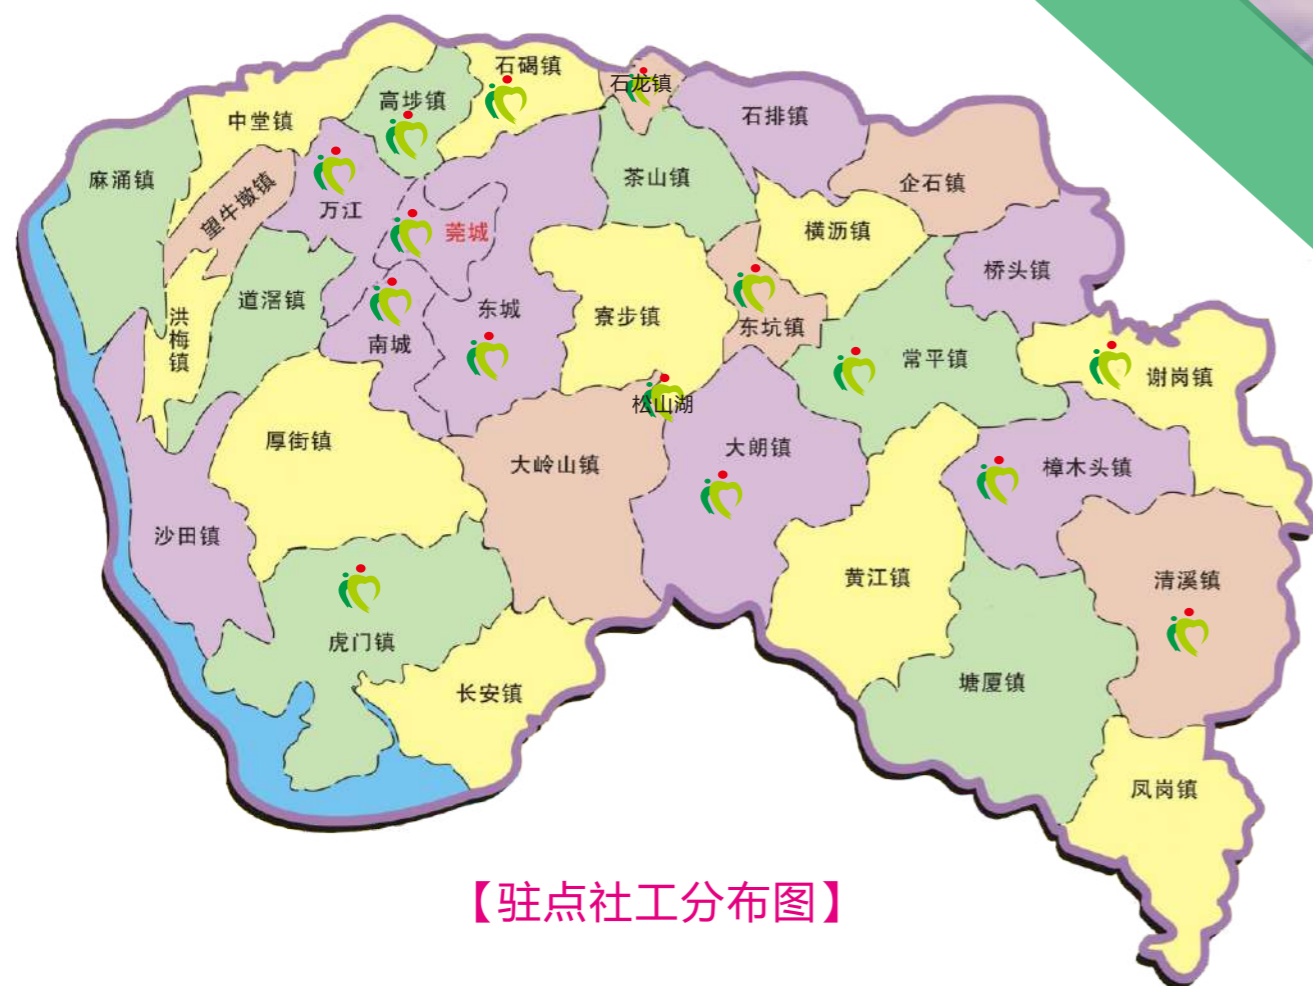 石碣镇
石龙镇
高埗镇
石排镇
中堂镇
麻涌镇
茶山镇
企石镇
望牛墩镇
万江
莞城
横沥镇
桥头镇
道滘镇
东城
寮步镇
东坑镇
洪梅镇
南城
常平镇
谢岗镇
松山湖
厚街镇
大岭山镇
大朗镇
樟木头镇
沙田镇
黄江镇
清溪镇
虎门镇
长安镇
塘厦镇
凤岗镇
【驻点社工分布图】